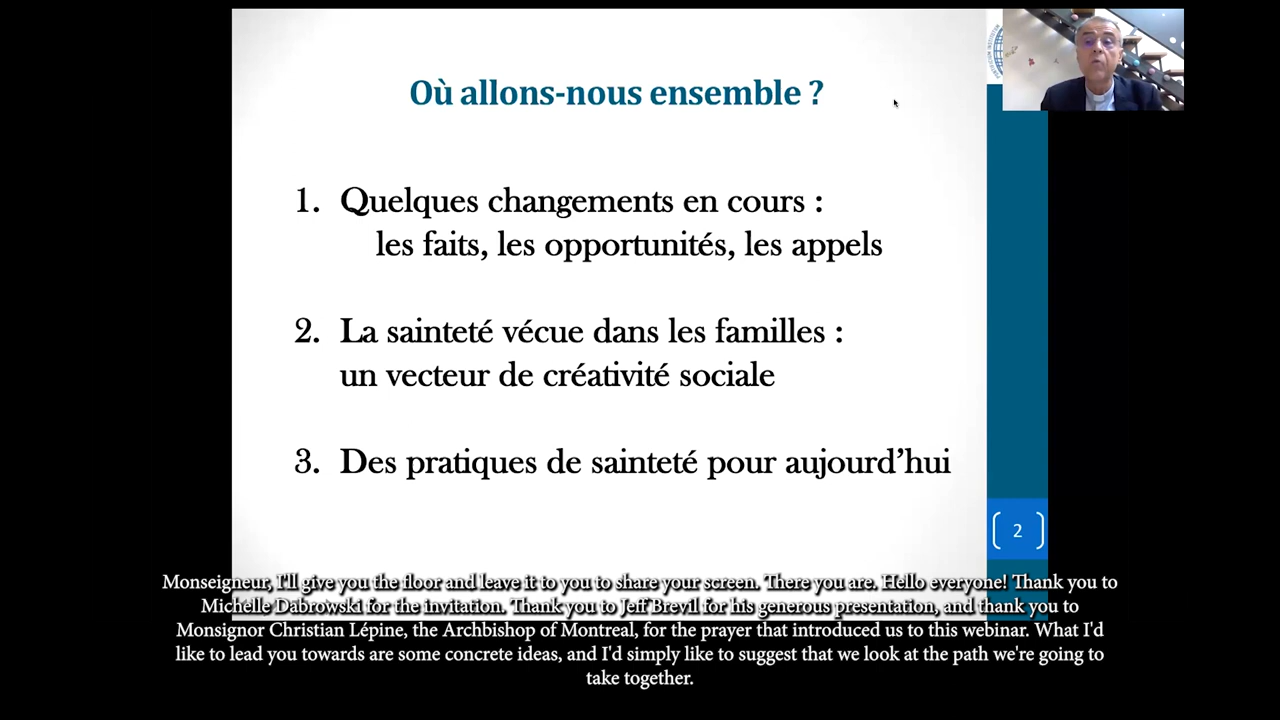 Où allons-nous ensemble ?
1. Quelques changements en cours :
les faits, les opportunités, les appels
2. La sainteté vécue dans les familles :
un vecteur de créativité sociale
3. Des pratiques de sainteté pour aujourd’hui
2
Monseigneur, I'll give you the floor and leave it to you to share your screen. There you are. Hello everyone! Thank you to
Michelle Dabrowski for the invitation. Thank you to Jeff Brevil for his generous presentation, and thank you to
Monsignor Christian Lépine, the Archbishop of Montreal, for the prayer that introduced us to this webinar. What I'd
like to lead you towards are some concrete ideas, and I'd simply like to suggest that we look at the path we're going to
take together.